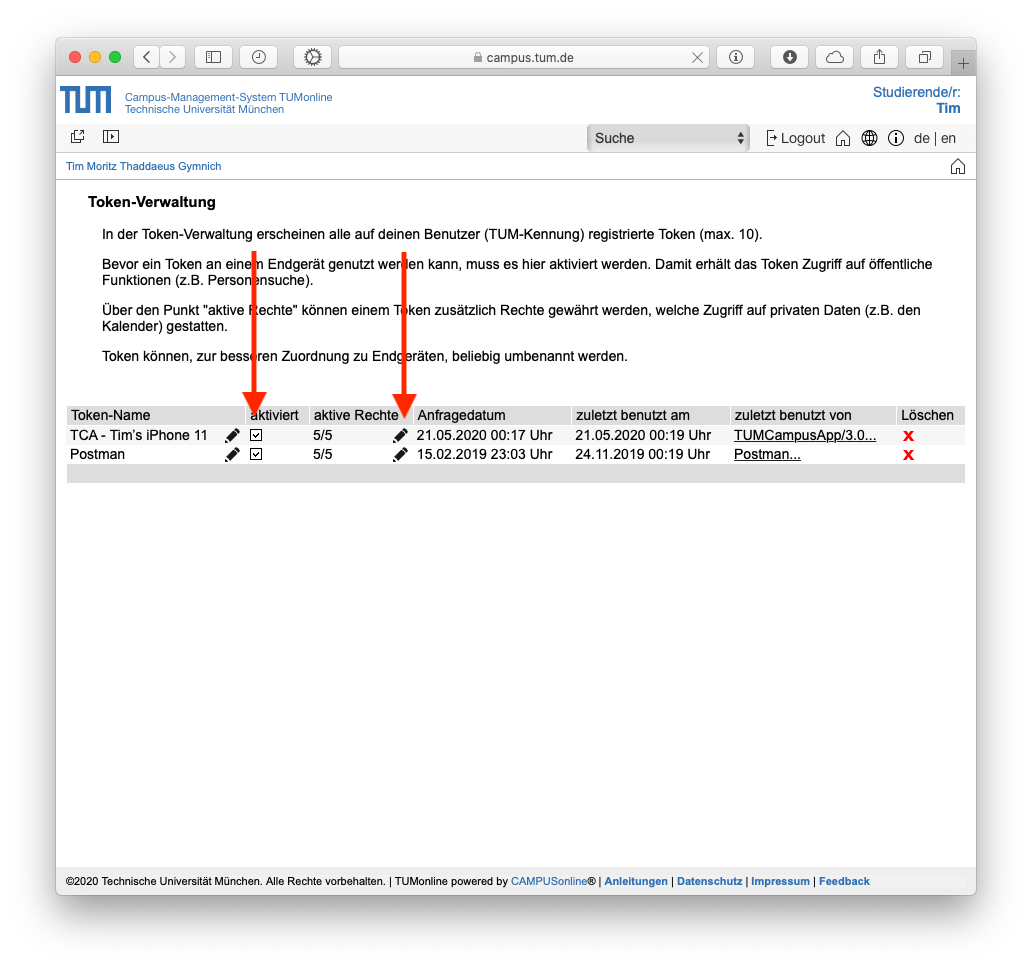 campus.tum.de
TUM
Campus-Management-System TUMonline
Technische Universität München
Studierende/r:
Tim
Suche
Logout
de | en
Tim Moritz Thaddaeus Gymnich
Token-Verwaltung
In der Token-Verwaltung erscheinen alle auf deinen Benutzer (TUM-Kennung) registrierte Token (max. 10).
Bevor ein Token an einem Endgerät genutzt werden kann, muss es hier aktiviert werden. Damit erhält das Token Zugriff auf öffentliche
Funktionen (z.B. Personensuche).
Über den Punkt "aktive Rechte" können einem Token zusätzlich Rechte gewährt werden, welche Zugriff auf privaten Daten (z.B. den
Kalender) gestatten.
Token können, zur besseren Zuordnung zu Endgeräten, beliebig umbenannt werden.
Token-Name aktiviert aktive Rechte Anfragedatum zuletzt benutzt am zuletzt benutzt von Löschen
TCA - Tim's iPhone 11 5/5 21.05.2020 00:17 Uhr 21.05.2020 00:19 Uhr TUMCampusApp/3.0... X
Postman 5/5 15.02.2019 23:03 Uhr 24.11.2019 00:19 Uhr Postman... X
©2020 Technische Universität München. Alle Rechte vorbehalten. | TUMonline powered by CAMPUSonline® | Anleitungen | Datenschutz | Impressum | Feedback